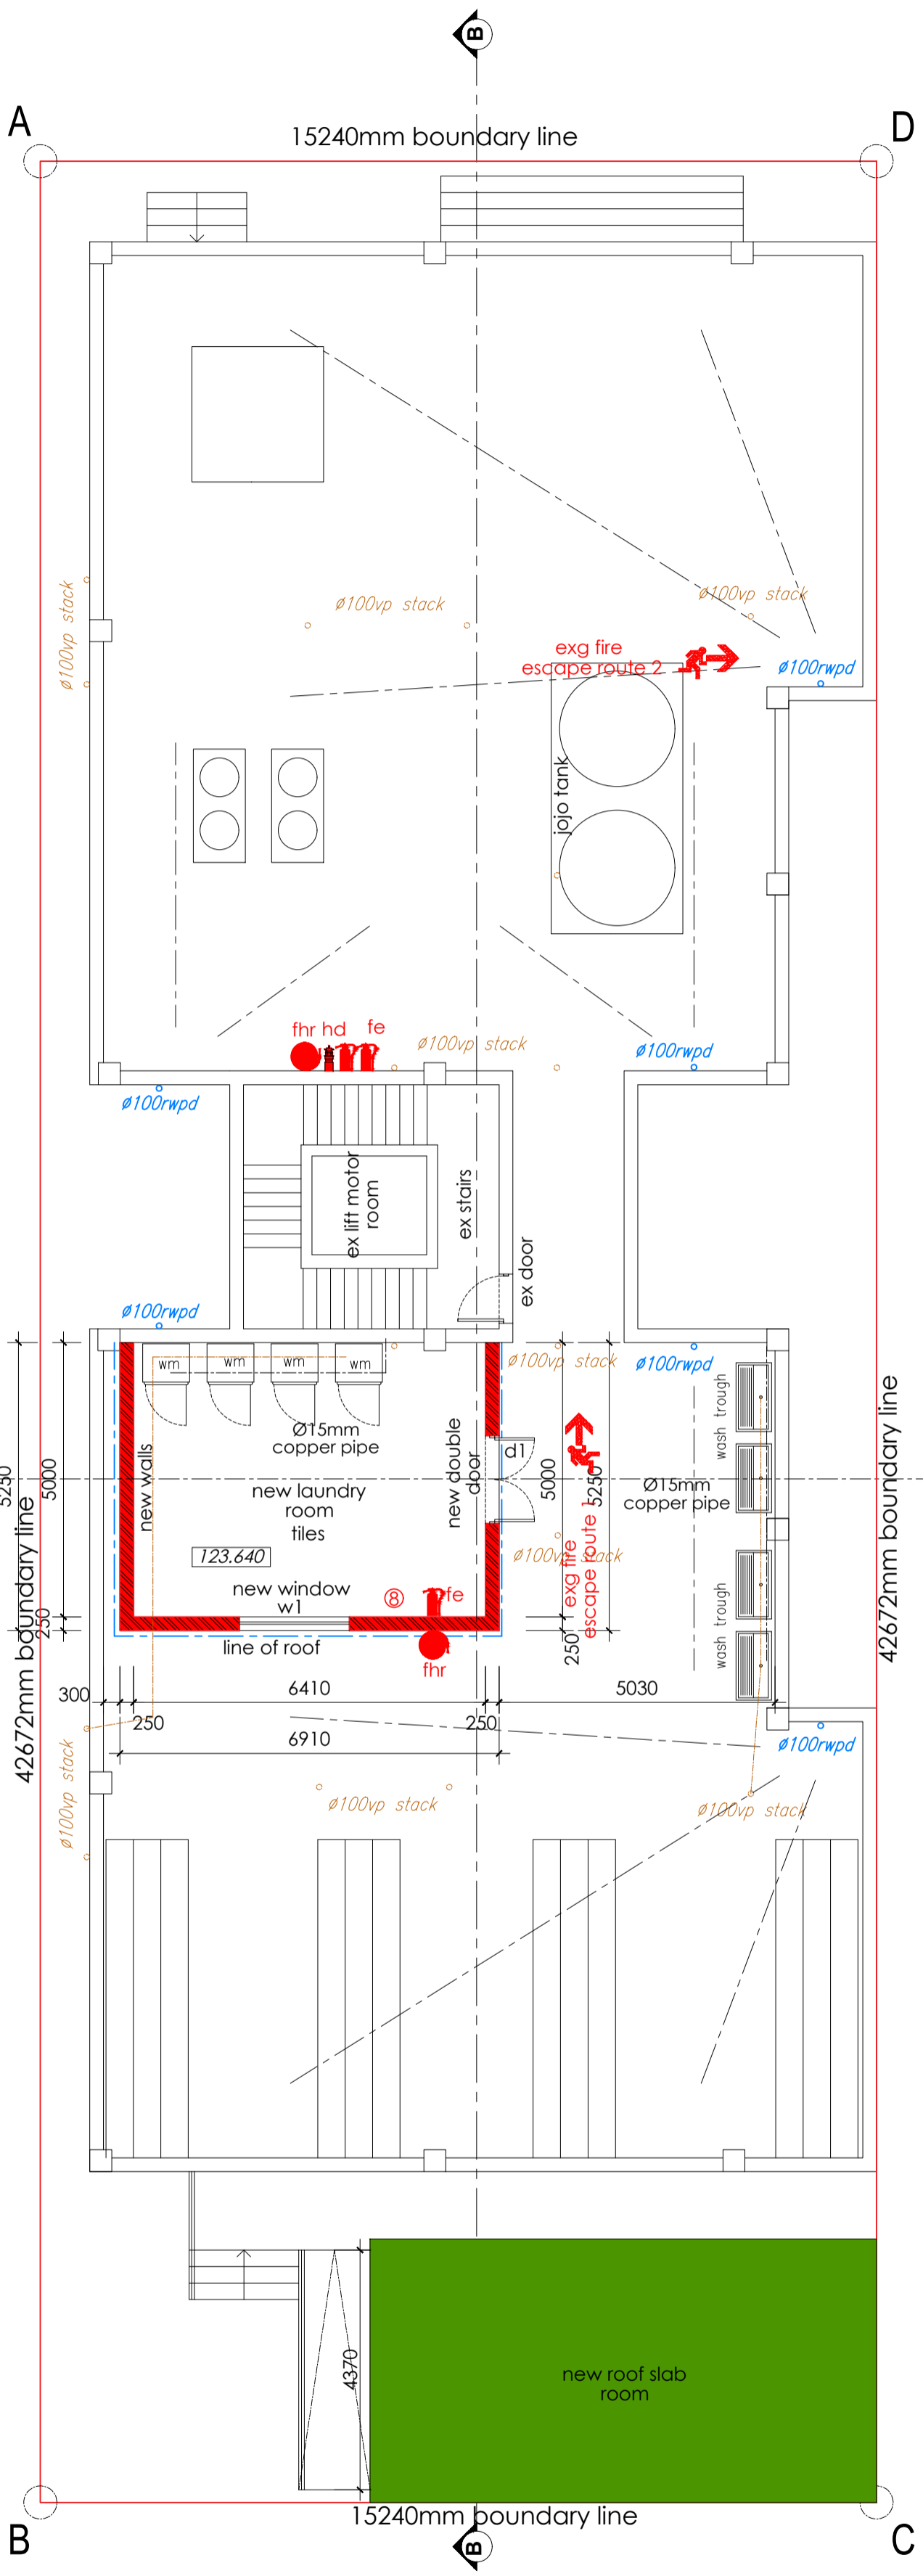 B
A
D
15240mm boundary line
Ø100vp stack
Ø100vp stack
Ø100vp stack
exg fire
escape route 2
Ø100rwpd
jojo tank
fhr hd
fe
Ø100vp stack
Ø100rwpd
Ø100rwpd
ex lift motor
room
ex stairs
ex door
Ø100rwpd
Ø100vp stack
Ø100rwpd
wm
wm
wm
wm
Ø15mm
copper pipe
new walls
new double
door
d1
wash trough
5250
5000
5000
5250
new laundry
room
tiles
Ø15mm
copper pipe
42672mm boundary line
42672mm boundary line
123.640
Ø100vp stack
exg fire
escape route 1
new window
w1
8
fe
wash trough
250
line of roof
250
fhr
300
6410
5030
250
250
6910
Ø100rwpd
Ø100vp stack
Ø100vp stack
Ø100vp stack
4370
new roof slab
room
15240mm boundary line
B
C
B